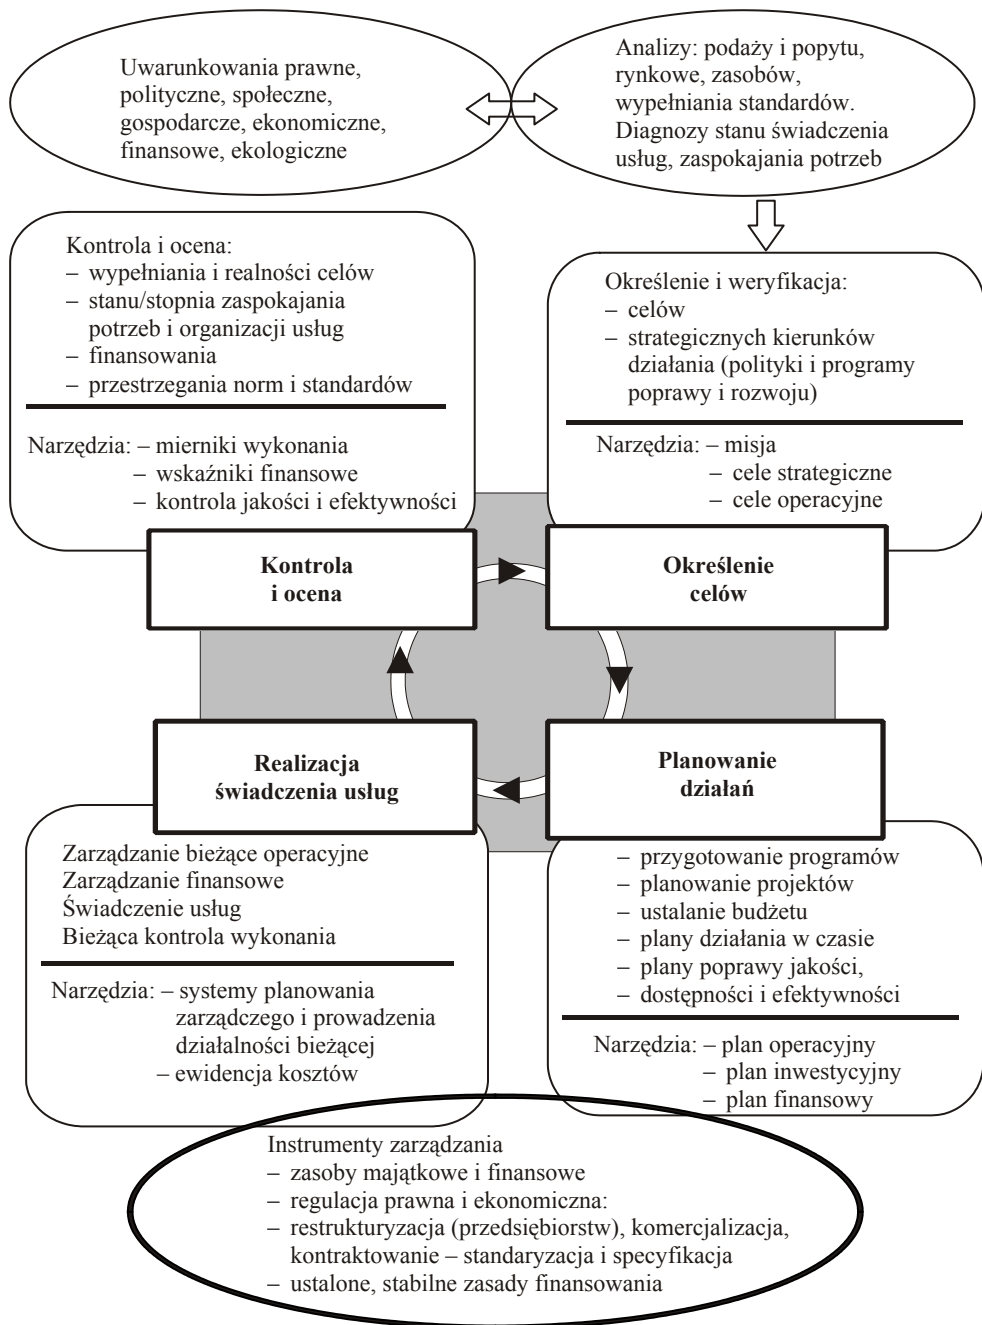 Uwarunkowania prawne,
polityczne, społeczne,
gospodarcze, ekonomiczne,
finansowe, ekologiczne
Analizy: podaży i popytu,
rynkowe, zasobów,
wypełniania standardów.
Diagnozy stanu świadczenia
usług, zaspokajania potrzeb
Kontrola i ocena:
– wypełniania i realności celów
– stanu/stopnia zaspokajania
potrzeb i organizacji usług
– finansowania
– przestrzegania norm i standardów
Narzędzia: – mierniki wykonania
– wskaźniki finansowe
– kontrola jakości i efektywności
Określenie i weryfikacja:
– celów
– strategicznych kierunków
działania (polityki i programy
poprawy i rozwoju)
Narzędzia: – misja
– cele strategiczne
– cele operacyjne
Kontrola
i ocena
Określenie
celów
Realizacja
świadczenia usług
Planowanie
działań
Zarządzanie bieżące operacyjne
Zarządzanie finansowe
Świadczenie usług
Bieżąca kontrola wykonania
Narzędzia: – systemy planowania
zarządczego i prowadzenia
działalności bieżącej
– ewidencja kosztów
– przygotowanie programów
– planowanie projektów
– ustalanie budżetu
– plany działania w czasie
– plany poprawy jakości,
– dostępności i efektywności
Narzędzia: – plan operacyjny
– plan inwestycyjny
– plan finansowy
Instrumenty zarządzania
– zasoby majątkowe i finansowe
– regulacja prawna i ekonomiczna:
– restrukturyzacja (przedsiębiorstw), komercjalizacja,
kontraktowanie – standaryzacja i specyfikacja
– ustalone, stabilne zasady finansowania